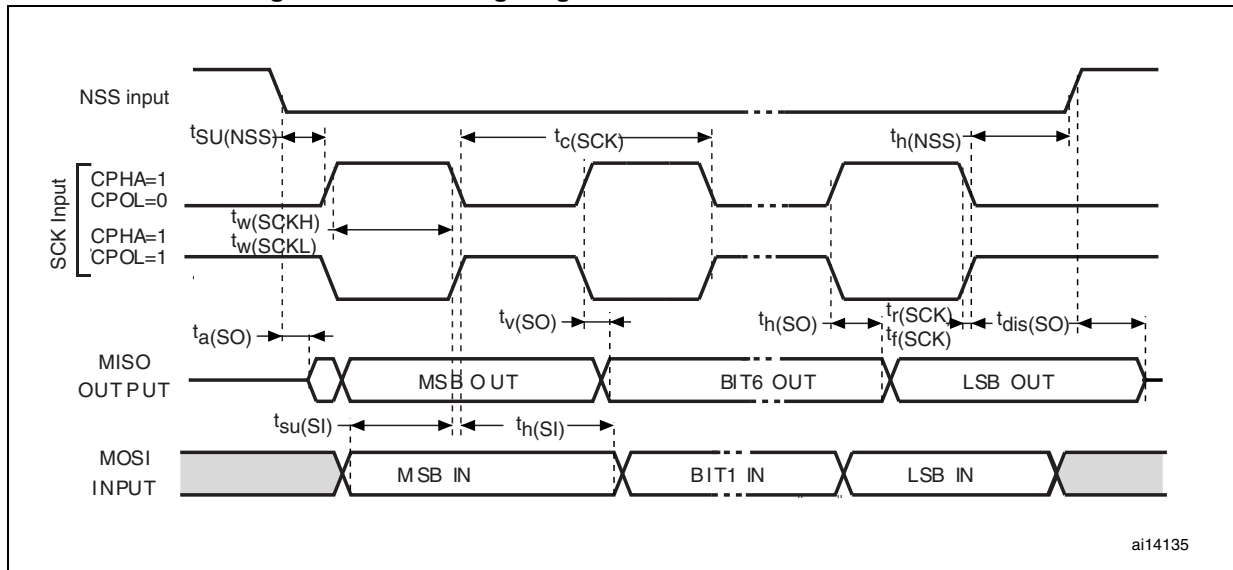 NSS input
tSU(NSS)
tc(SCK)
th(NSS)
SCK Input
CPHA=1
CPOL=0
tw(SCKH)
tw(SCKL)
CPHA=1
CPOL=1
ta(SO)
tv(SO)
th(SO)
tr(SCK)
tf(SCK)
tdis(SO)
MISO
OUTPUT
MSB OUT
BIT6 OUT
LSB OUT
tsu(SI)
th(SI)
MOSI
INPUT
MSB IN
BIT1 IN
LSB IN
ai14135